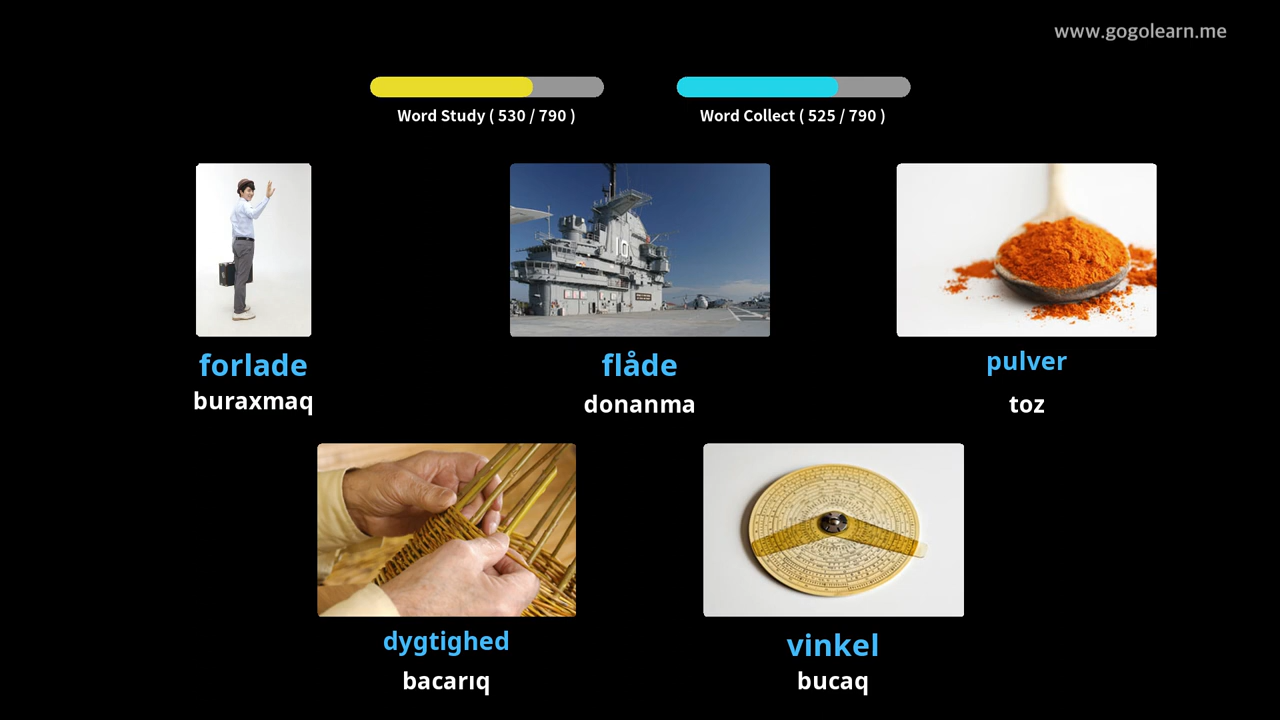 www.gogolearn.me
Word Study ( 530 / 790 )
Word Collect ( 525 / 790 )
forlade
buraxmaq
flåde
donanma
pulver
toz
dygtighed
bacarıq
vinkel
bucaq